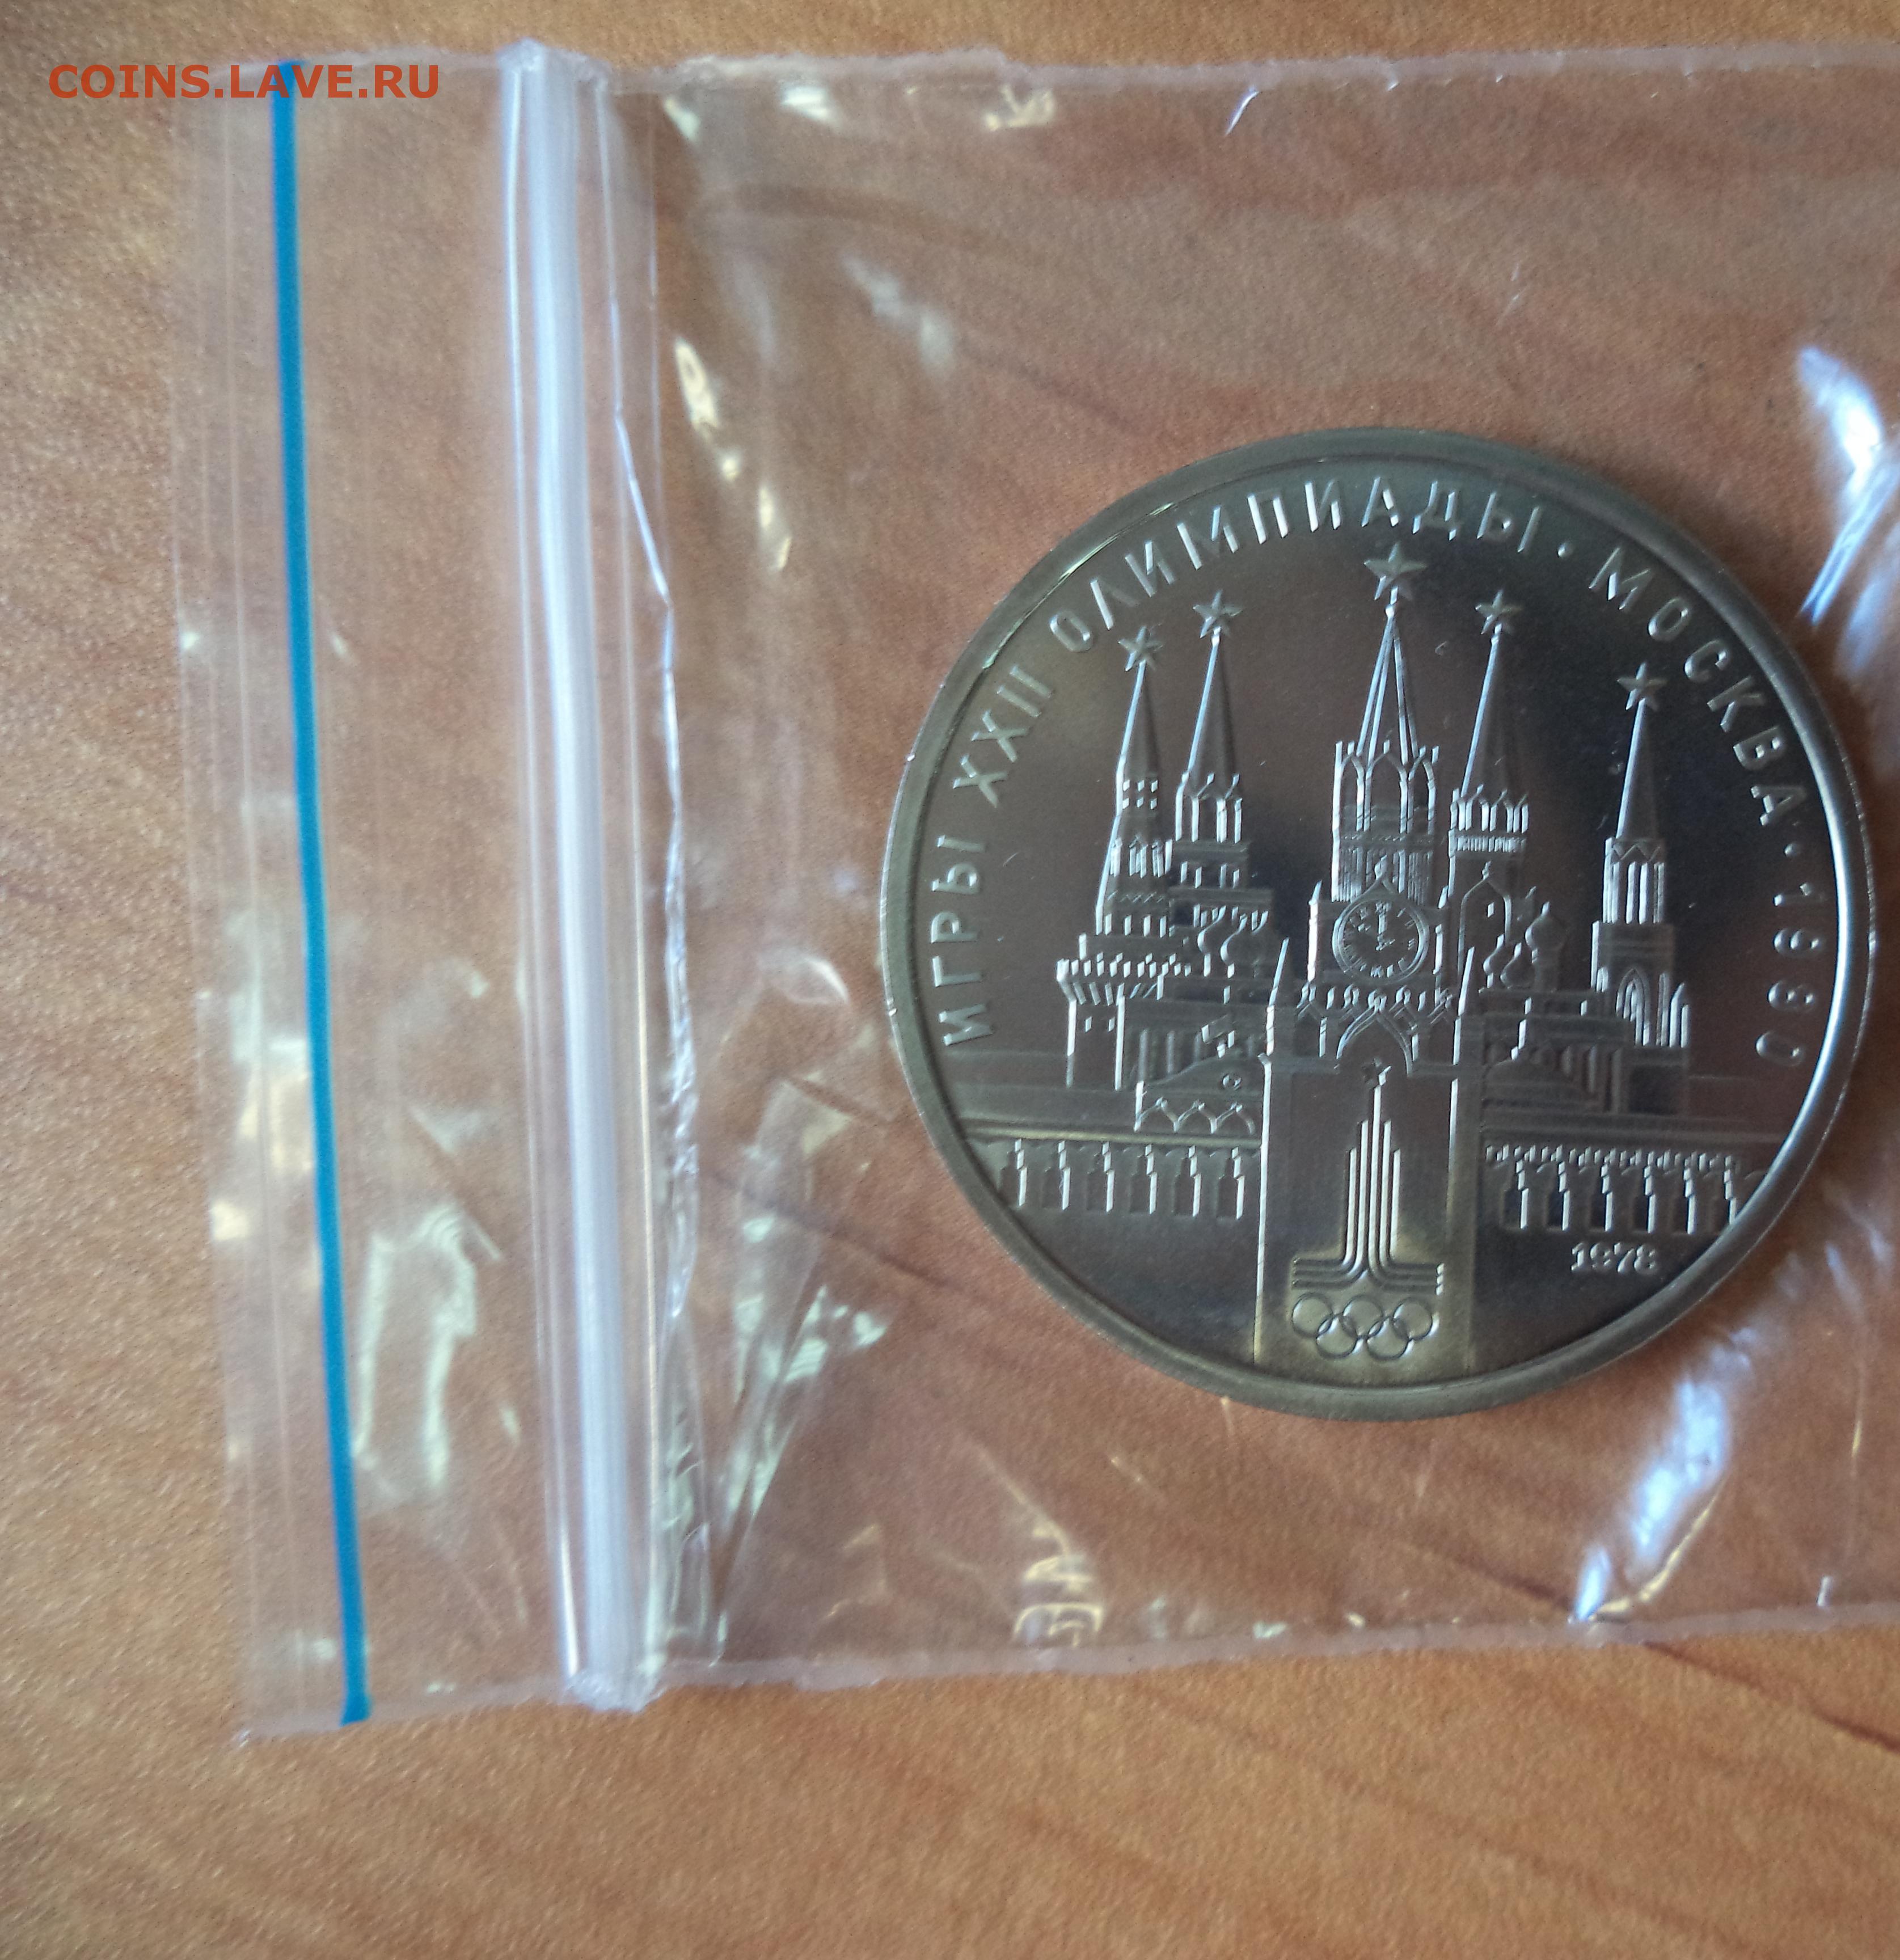 COINS.LAVE.RU
ИГРЫ XXII ОЛИМПИАДЫ · МОСКВА · 1980
1978